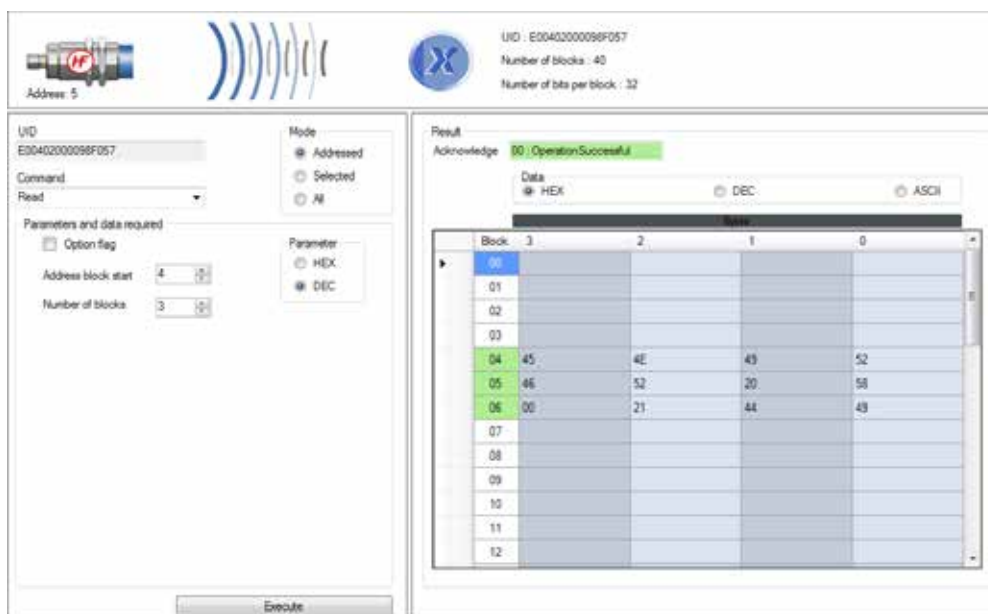 HF
Address: 5
X
UID : E00402000098F057
Number of blocks : 40
Number of bits per block : 32
UID
E00402000098F057
Command
Read
Mode
Addressed
Selected
All
Parameters and data required
Option flag
Address block start 4
Number of blocks 3
Parameter
HEX
DEC
Execute
Result
Acknowledge 00 : OperationSuccessful
Data
HEX DEC ASCII
Bytes
Block 3 2 1 0
00
01
02
03
04 45 4E 49 52
05 46 52 20 58
06 00 21 44 49
07
08
09
10
11
12